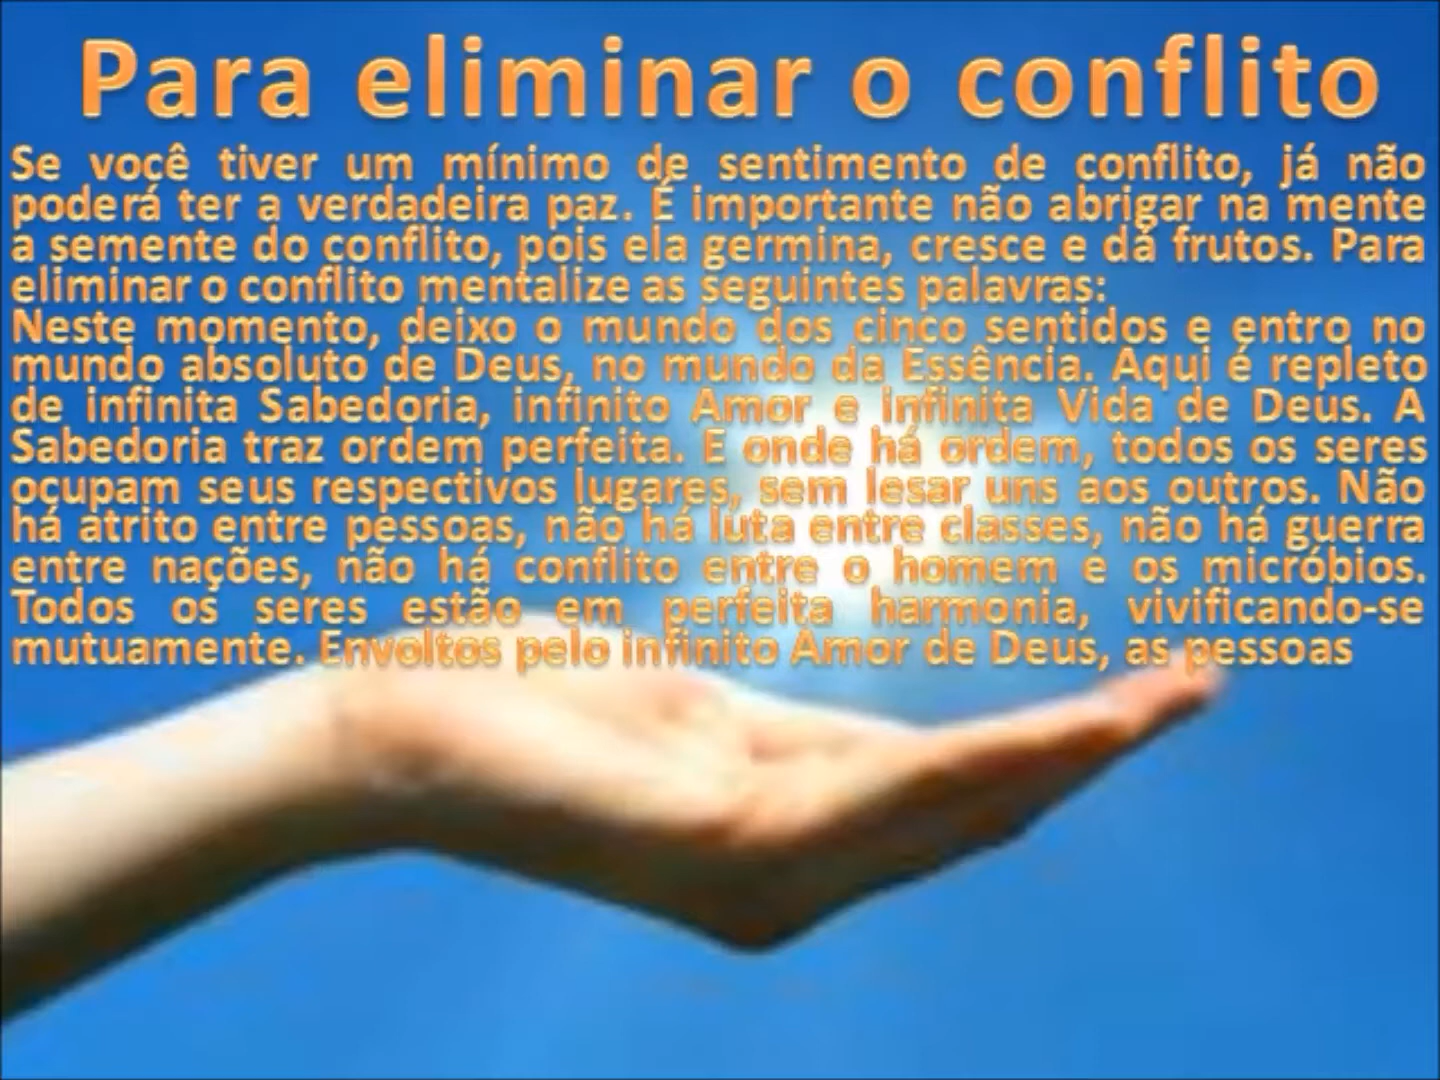 Para eliminar o conflito
Se você tiver um mínimo de sentimento de conflito, já não
poderá ter a verdadeira paz. É importante não abrigar na mente
a semente do conflito, pois ela germina, cresce e dá frutos. Para
eliminar o conflito mentalize as seguintes palavras:
Neste momento, deixo o mundo dos cinco sentidos e entro no
mundo absoluto de Deus, no mundo da Essência. Aqui é repleto
de infinita Sabedoria, infinito Amor e infinita Vida de Deus. A
Sabedoria traz ordem perfeita. E onde há ordem, todos os seres
ocupam seus respectivos lugares, sem lesar uns aos outros. Não
há atrito entre pessoas, não há luta entre classes, não há guerra
entre nações, não há conflito entre o homem e os micróbios.
Todos os seres estão em perfeita harmonia, vivificando-se
mutuamente. Envoltos pelo infinito Amor de Deus, as pessoas